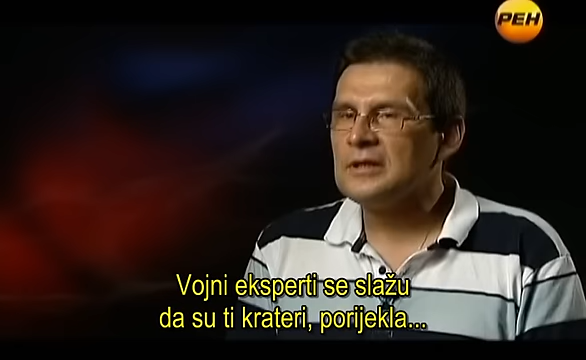 РЕН
Vojni eksperti se slažu
da su ti krateri, porijekla...